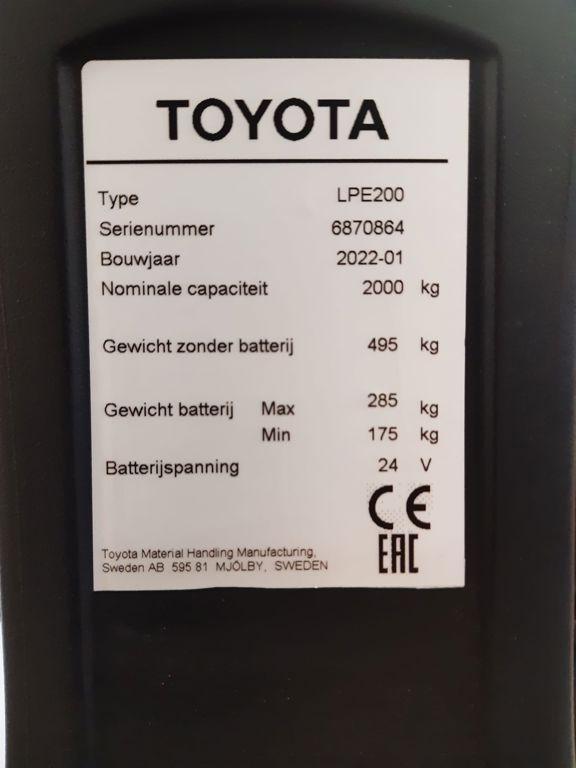 TOYOTA
Type LPE200
Serienummer 6870864
Bouwjaar 2022-01
Nominale capaciteit 2000 kg
Gewicht zonder batterij 495 kg
Gewicht batterij Max 285 kg
Min 175 kg
Batterijspanning 24 V
CE
EAC
Toyota Material Handling Manufacturing,
Sweden AB 595 81 MJÖLBY, SWEDEN